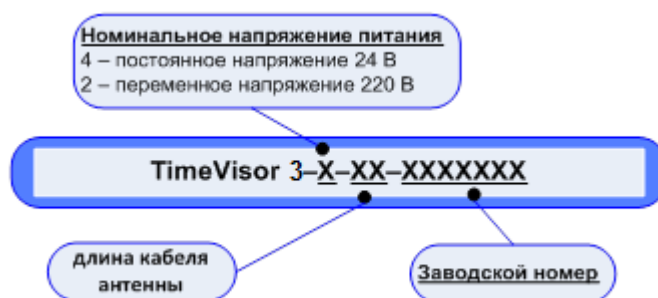 Номинальное напряжение питания
4 – постоянное напряжение 24 В
2 – переменное напряжение 220 В
TimeVisor 3–X–XX–XXXXXXX
длина кабеля
антенны
Заводской номер